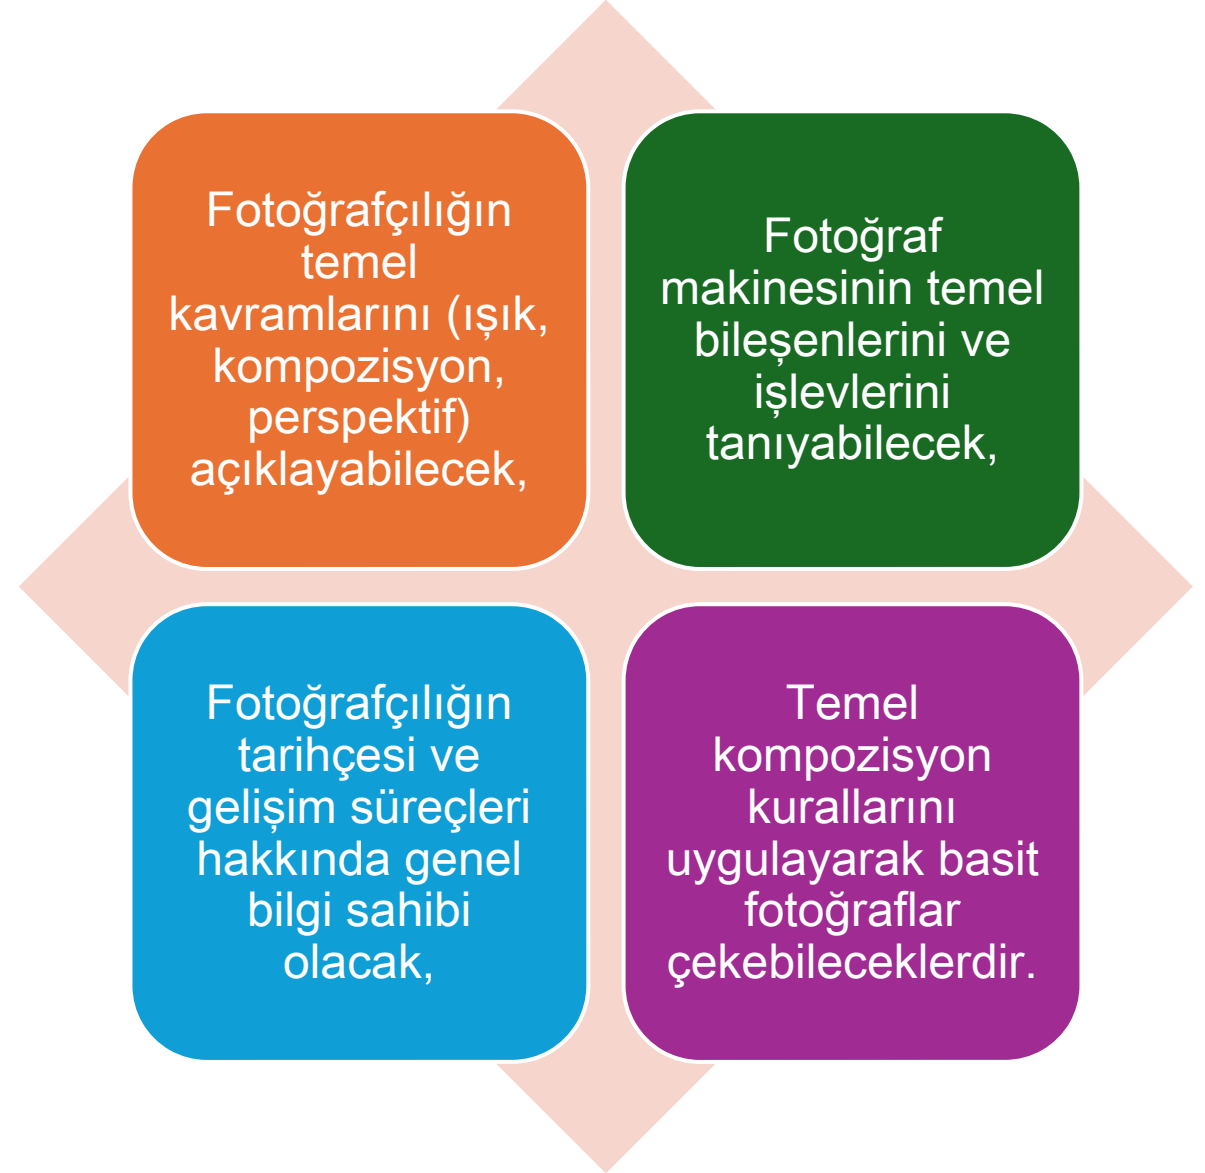 Fotoğrafçılığın
temel
kavramlarını (ışık,
kompozisyon,
perspektif)
açıklayabilecek,
Fotoğraf
makinesinin temel
bileşenlerini ve
işlevlerini
tanıyabilecek,
Fotoğrafçılığın
tarihçesi ve
gelişim süreçleri
hakkında genel
bilgi sahibi
olacak,
Temel
kompozisyon
kurallarını
uygulayarak basit
fotoğraflar
çekebileceklerdir.